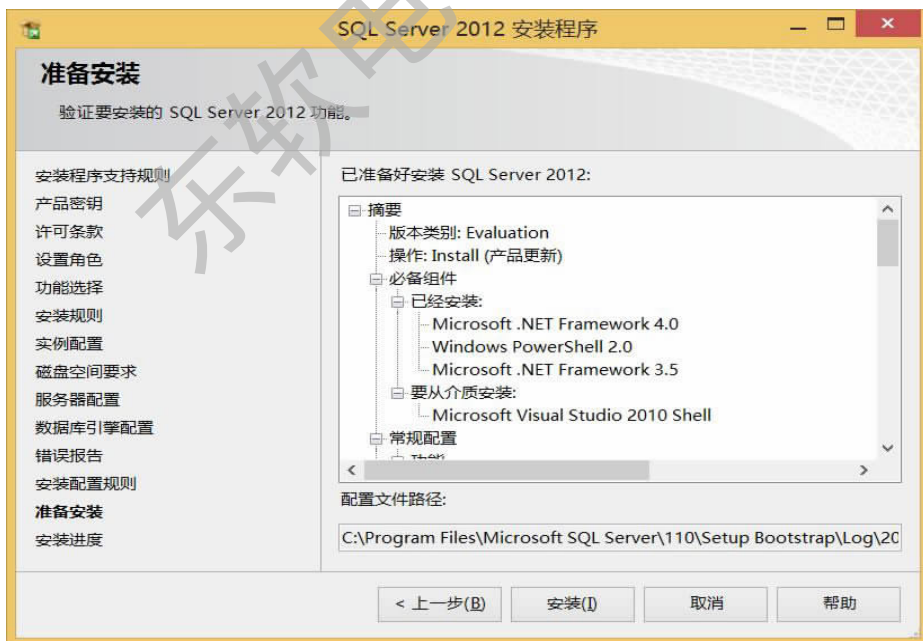 SQL Server 2012 安装程序
准备安装
验证要安装的 SQL Server 2012 功能。
安装程序支持规则
产品密钥
许可条款
设置角色
功能选择
安装规则
实例配置
磁盘空间要求
服务器配置
数据库引擎配置
错误报告
安装配置规则
准备安装
安装进度
已准备好安装 SQL Server 2012:
摘要
版本类别: Evaluation
操作: Install (产品更新)
必备组件
已经安装:
Microsoft .NET Framework 4.0
Windows PowerShell 2.0
Microsoft .NET Framework 3.5
要从介质安装:
Microsoft Visual Studio 2010 Shell
常规配置
功能
配置文件路径:
C:\Program Files\Microsoft SQL Server\110\Setup Bootstrap\Log\20
< 上一步(B)
安装(I)
取消
帮助
东软电